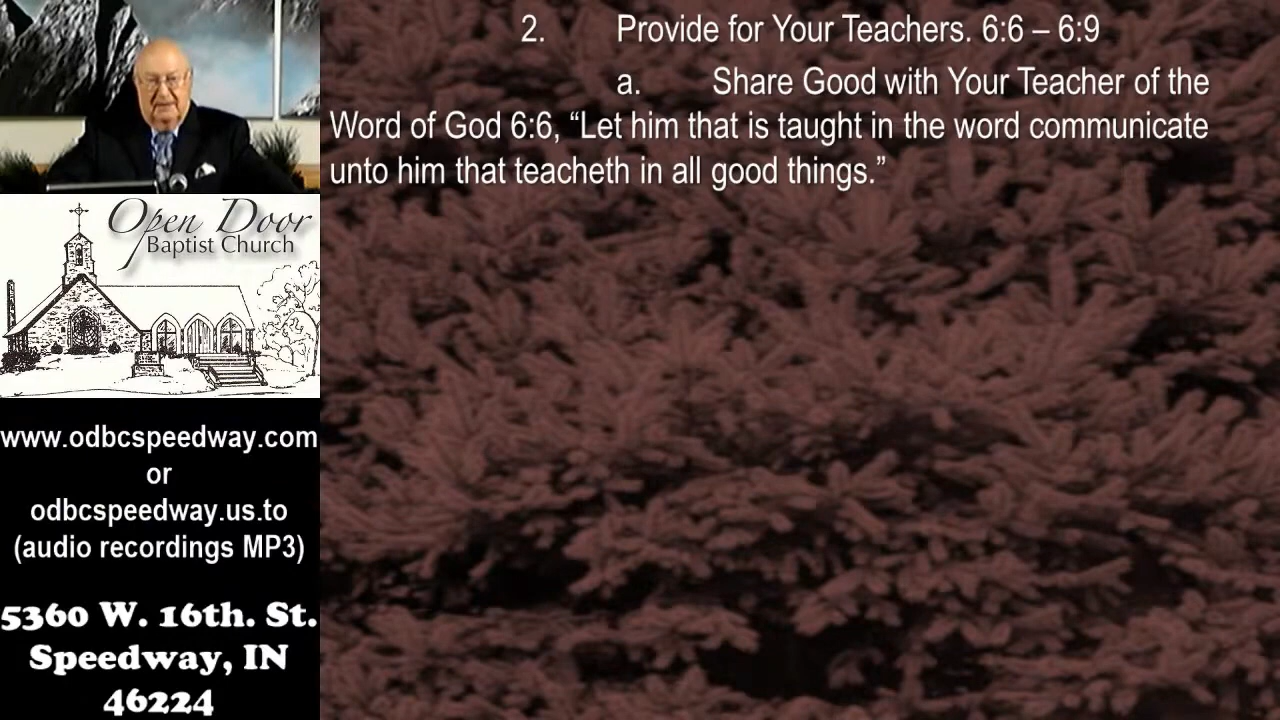 2. Provide for Your Teachers. 6:6 – 6:9
a. Share Good with Your Teacher of the
Word of God 6:6, “Let him that is taught in the word communicate
unto him that teacheth in all good things.”
Open Door
Baptist Church
www.odbcspeedway.com
or
odbcspeedway.us.to
(audio recordings MP3)
5360 W. 16th. St.
Speedway, IN
46224